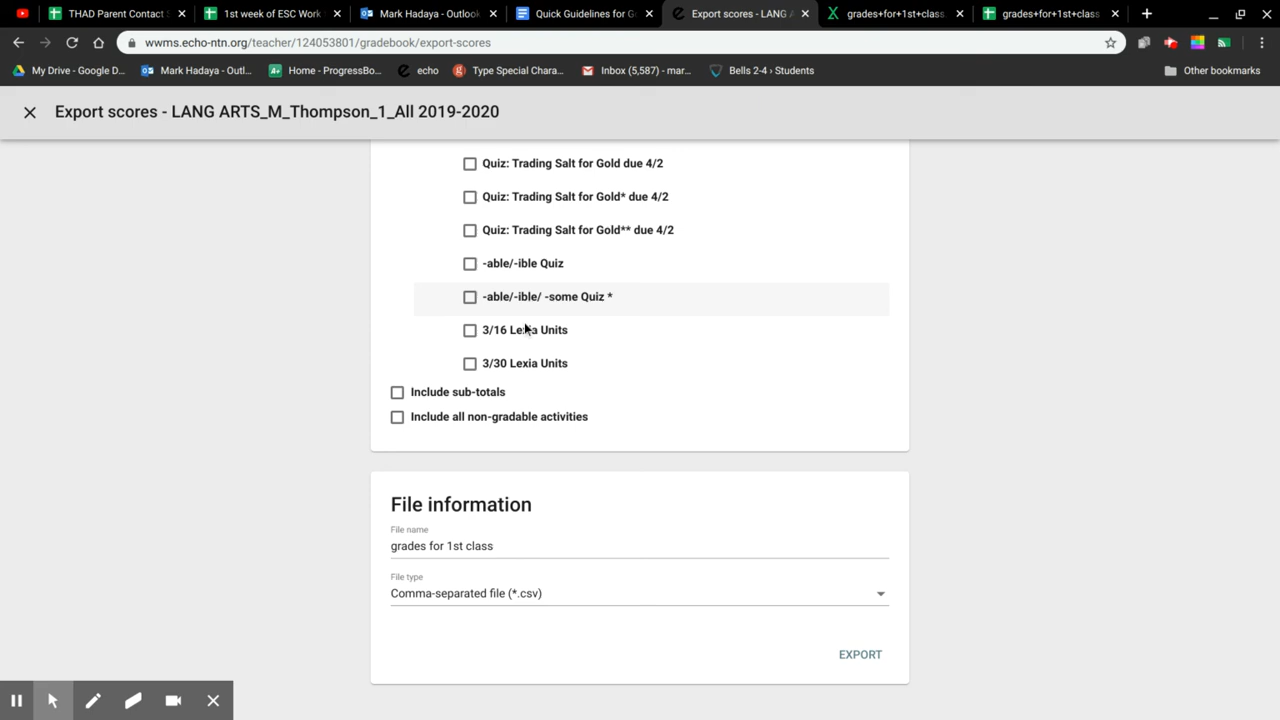 THAD Parent Contact
1st week of ESC Work
Mark Hadaya - Outlook
Quick Guidelines for G
Export scores - LANG A
grades+for+1st+class
grades+for+1st+class
wwms.echo-ntn.org/teacher/124053801/gradebook/export-scores
My Drive - Google D...
Mark Hadaya - Outl...
Home - ProgressBo...
echo
Type Special Chara...
Inbox (5,587) - mar...
Bells 2-4 › Students
Other bookmarks
Export scores - LANG ARTS_M_Thompson_1_All 2019-2020
Quiz: Trading Salt for Gold due 4/2
Quiz: Trading Salt for Gold* due 4/2
Quiz: Trading Salt for Gold** due 4/2
-able/-ible Quiz
-able/-ible/ -some Quiz *
3/16 Lexia Units
3/30 Lexia Units
Include sub-totals
Include all non-gradable activities
File information
File name
grades for 1st class
File type
Comma-separated file (*.csv)
EXPORT